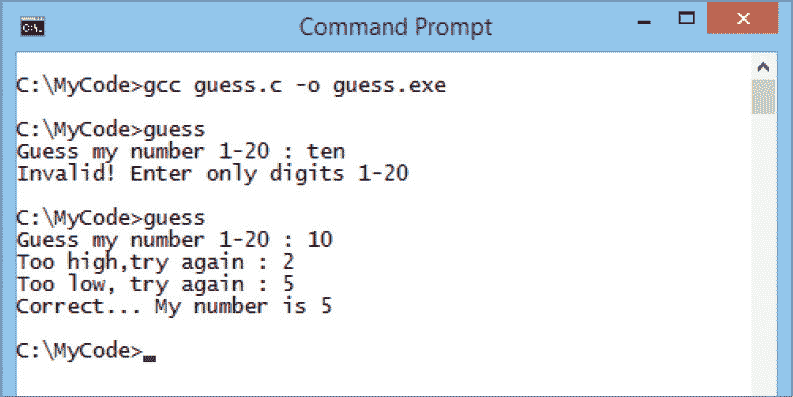 Command Prompt
C:\MyCode>gcc guess.c -o guess.exe
C:\MyCode>guess
Guess my number 1-20 : ten
Invalid! Enter only digits 1-20
C:\MyCode>guess
Guess my number 1-20 : 10
Too high,try again : 2
Too low, try again : 5
Correct... My number is 5
C:\MyCode>